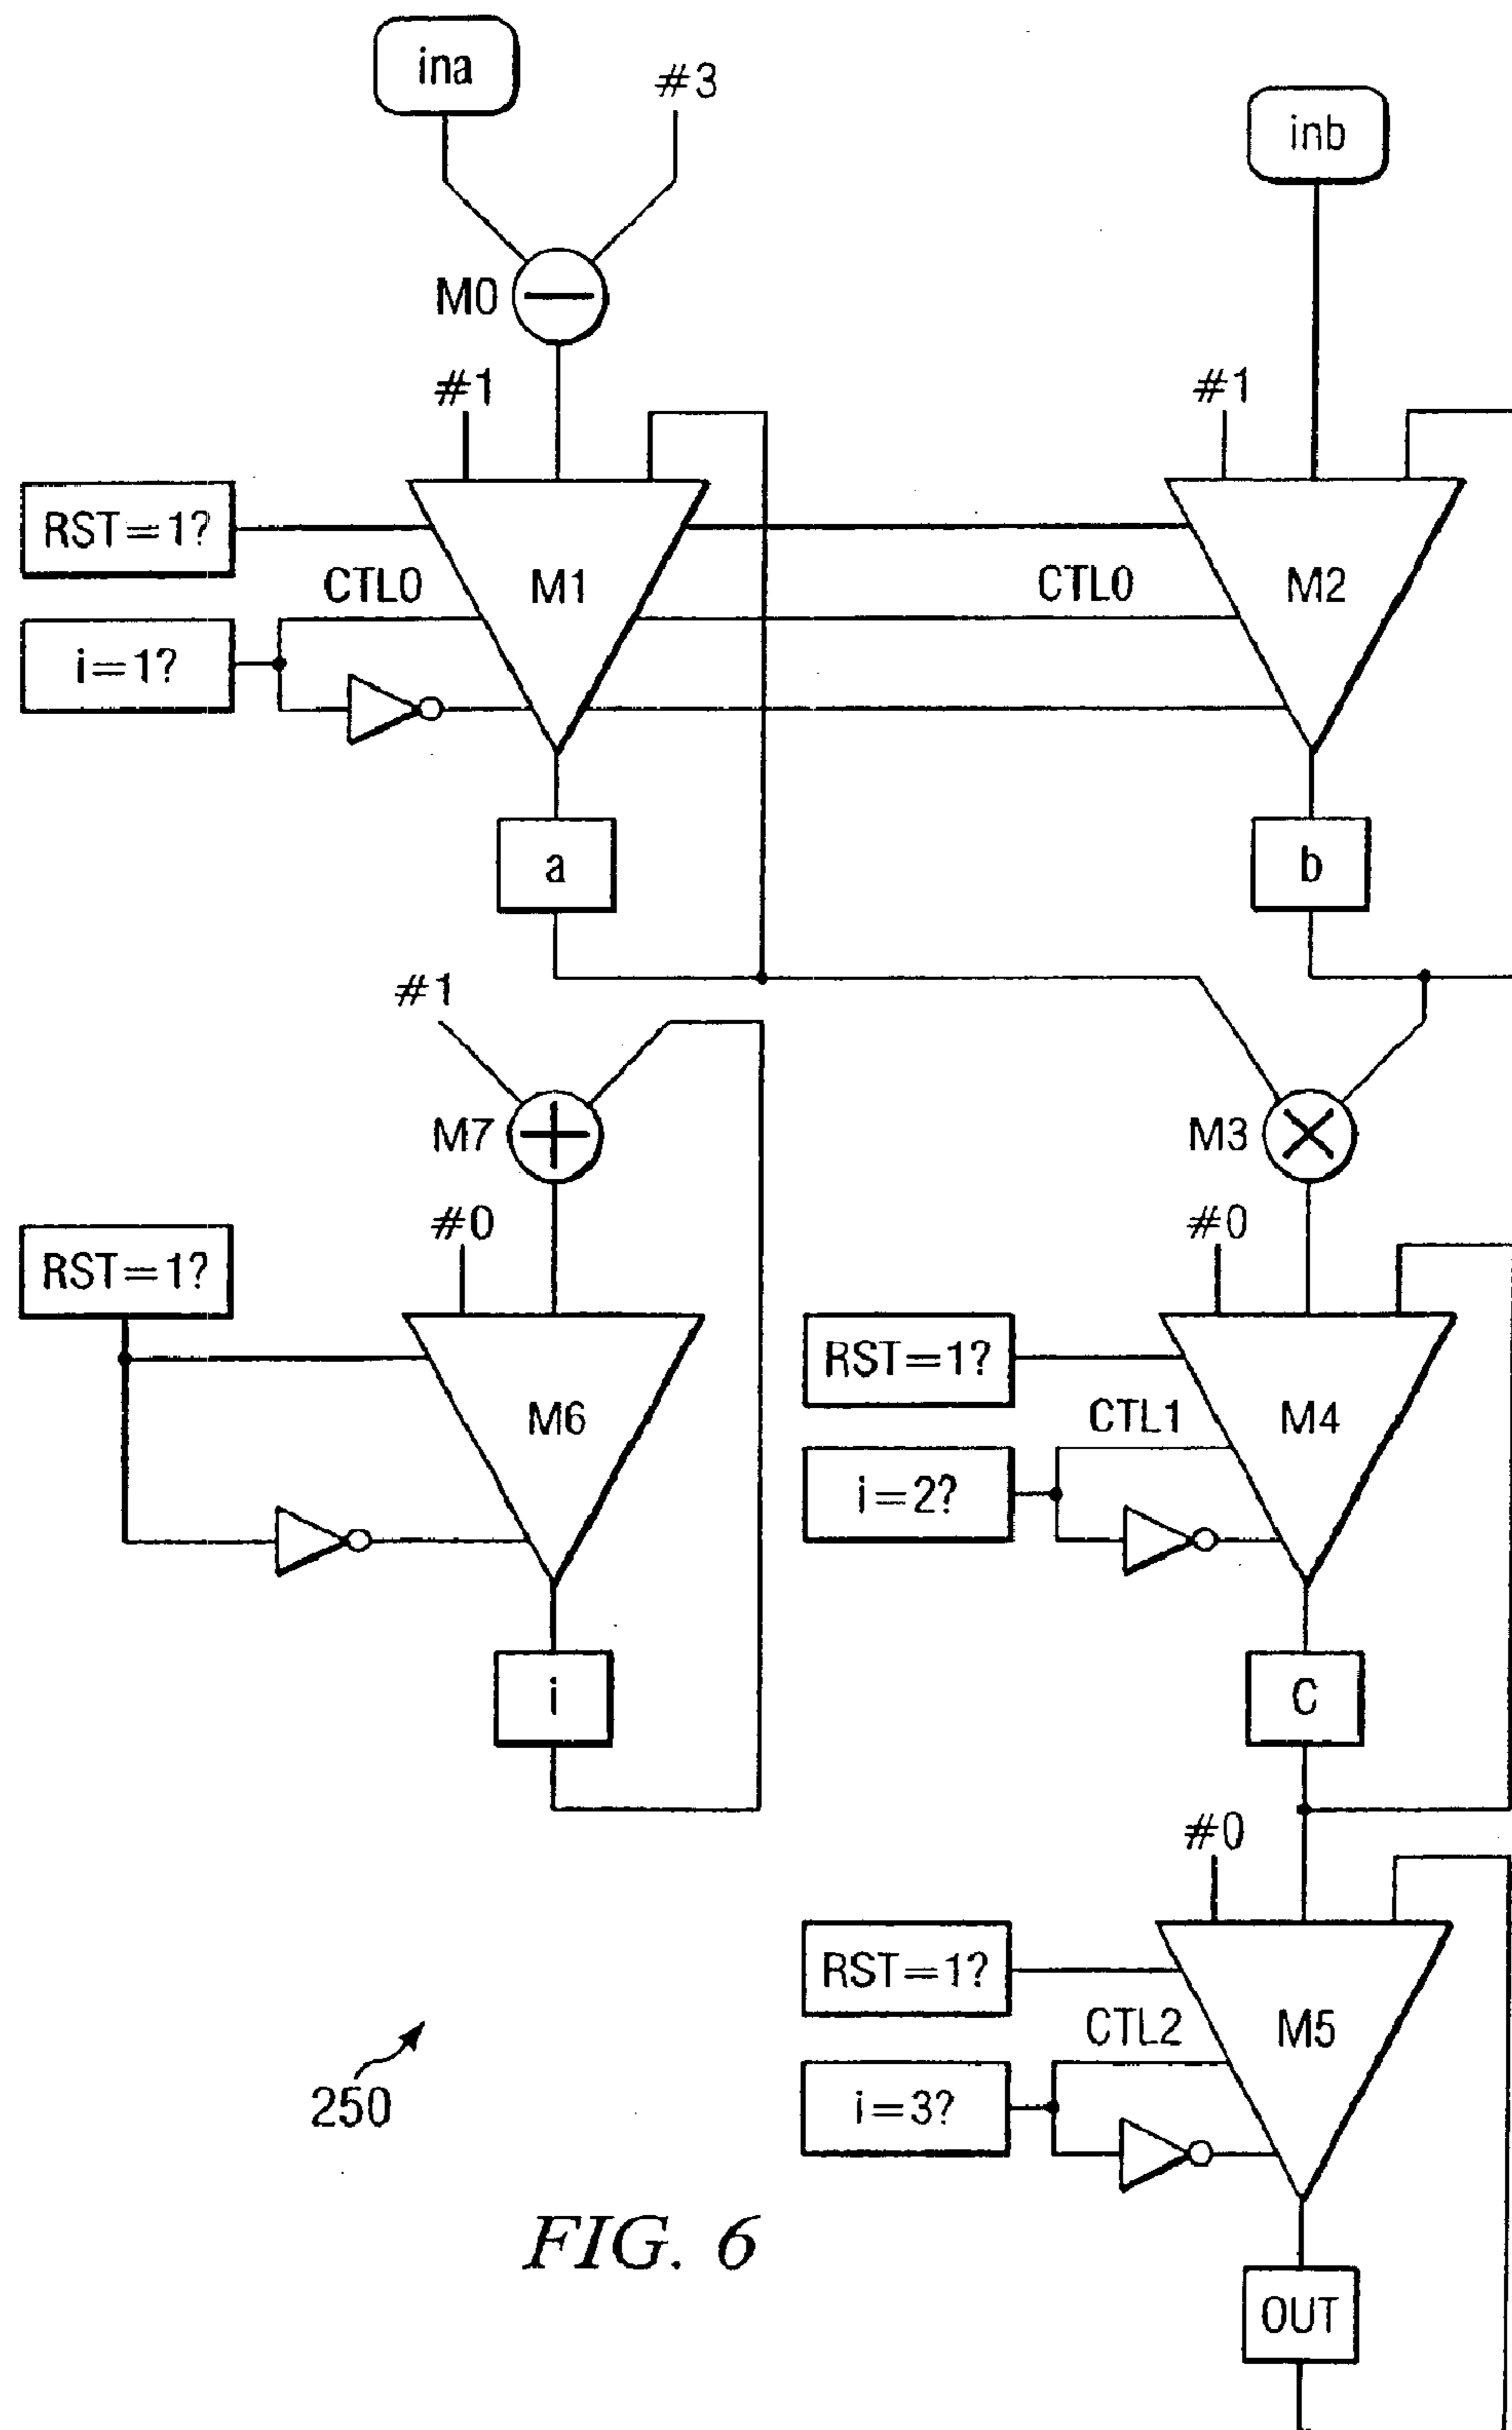 ina
#3
inb
M0
#1
#1
RST=1?
CTL0
M1
CTL0
M2
i=1?
a
b
#1
M7
M3
#0
#0
RST=1?
RST=1?
M6
CTL1
M4
i=2?
i
C
#0
RST=1?
CTL2
M5
i=3?
250
FIG. 6
OUT